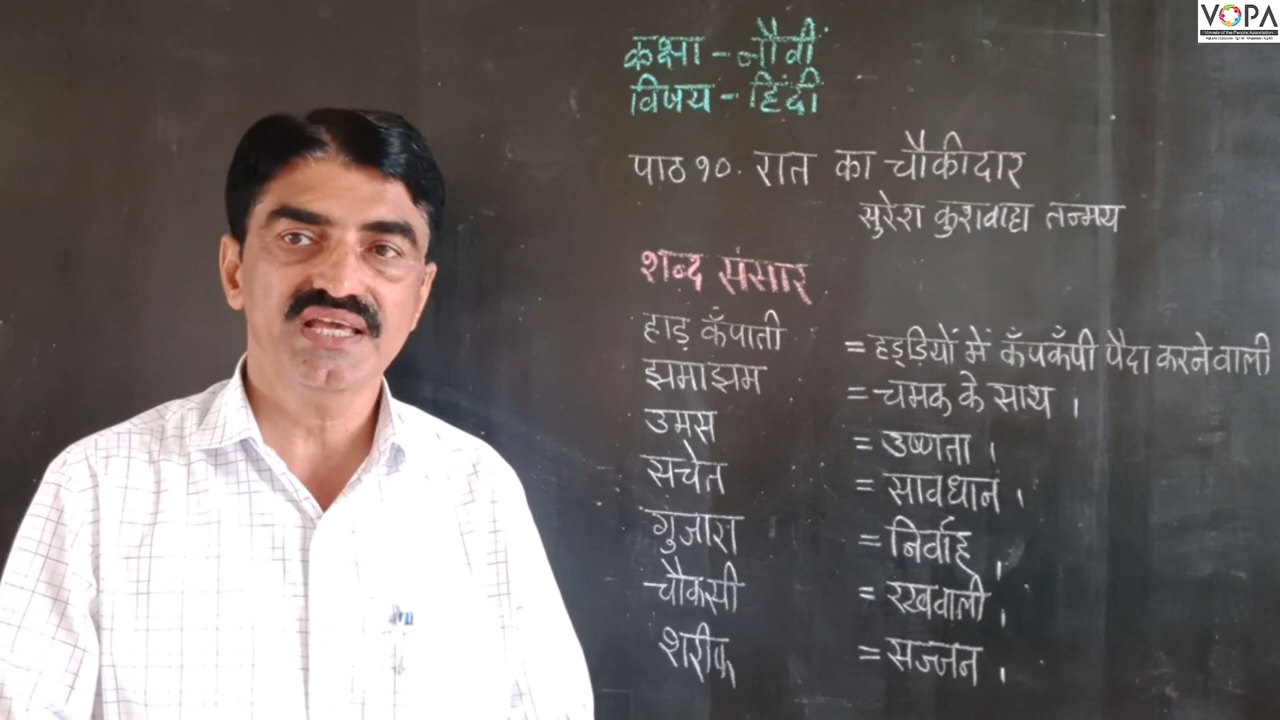 VOPA
कक्षा - नौवीं
विजय - हिंदी
पाठ १०. रात का चौकीदार
सुरेश कुशवाहा तन्मय
शब्द संसार
हाड़ कँपाती = हड्डियों में कँपकँपी पैदा करनेवाली
झमाझम = चमक के साथ ।
उमस = उष्णता ।
सचेत = सावधान ।
गुजारा = निर्वाह ,
चौकसी = रखवाली ,
शरीफ = सज्जन ।